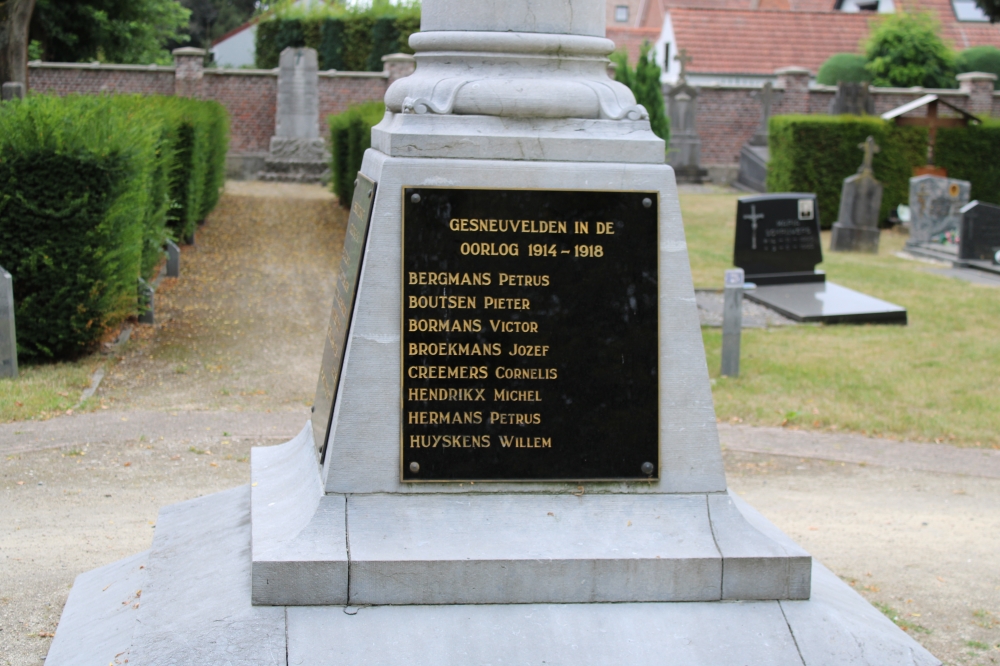 GESNEUVELDEN IN DE
OORLOG 1914 – 1918
BERGMANS PETRUS
BOUTSEN PIETER
BORMANS VICTOR
BROEKMANS JOZEF
CREEMERS CORNELIS
HENDRIKX MICHEL
HERMANS PETRUS
HUYSKENS WILLEM